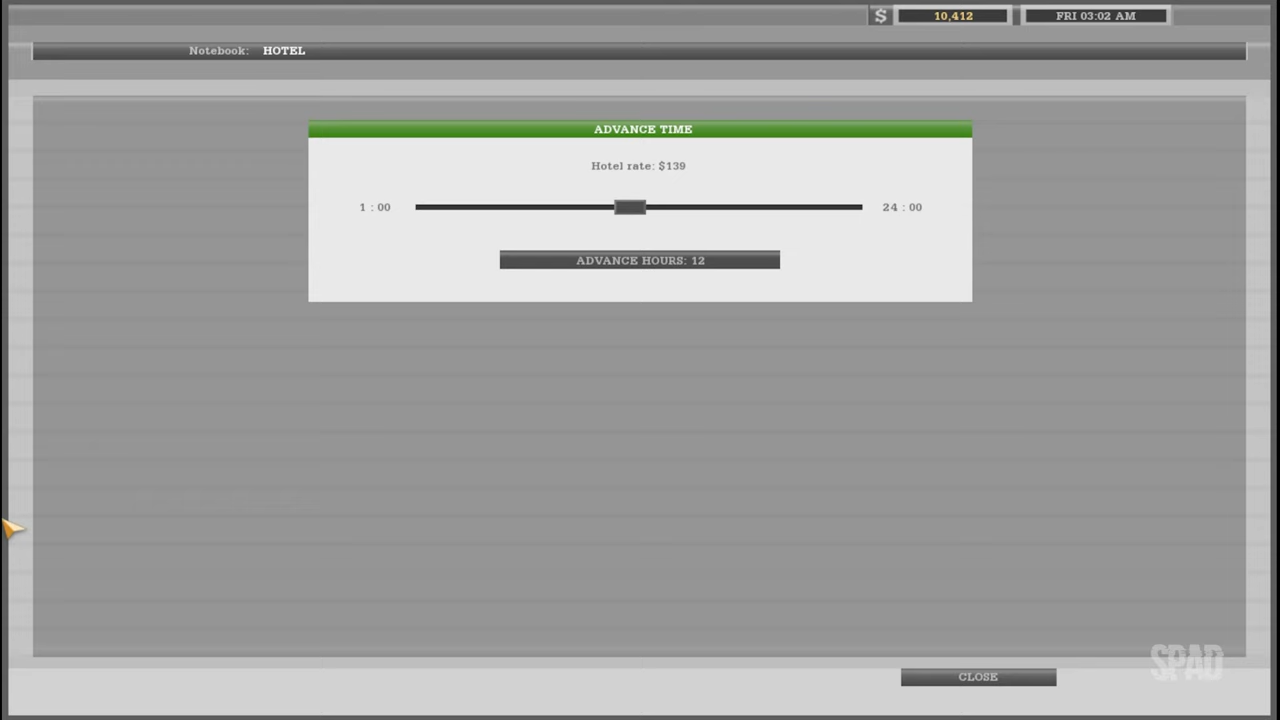 $ 10,412 FRI 03:02 AM
Notebook: HOTEL
ADVANCE TIME
Hotel rate: $139
1 : 00 24 : 00
ADVANCE HOURS: 12
SPAD
CLOSE